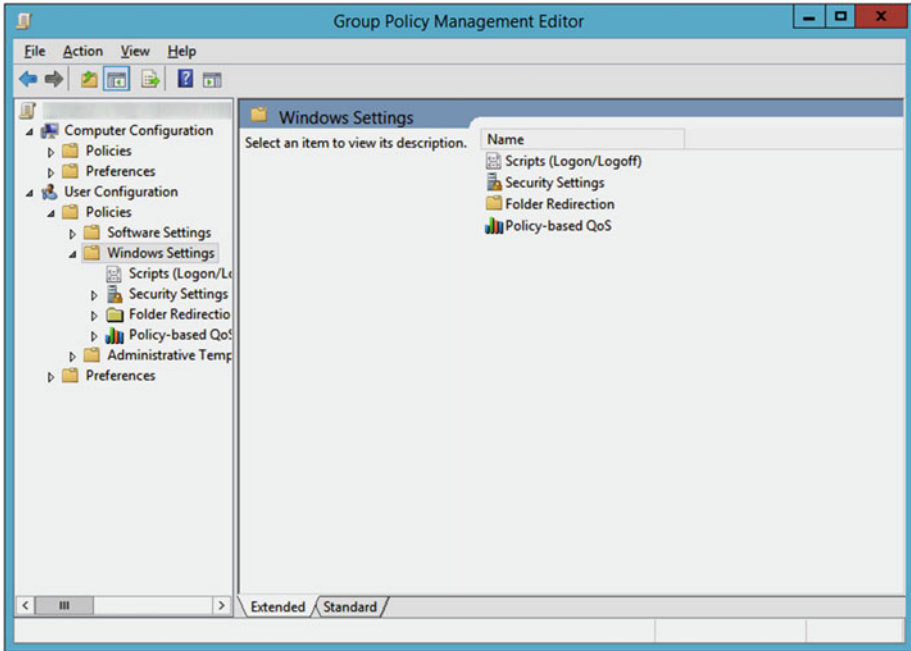 Group Policy Management Editor
File Action View Help
Computer Configuration
Policies
Preferences
User Configuration
Policies
Software Settings
Windows Settings
Scripts (Logon/Lo
Security Settings
Folder Redirectio
Policy-based QoS
Administrative Temp
Preferences
Windows Settings
Select an item to view its description.
Name
Scripts (Logon/Logoff)
Security Settings
Folder Redirection
Policy-based QoS
Extended Standard